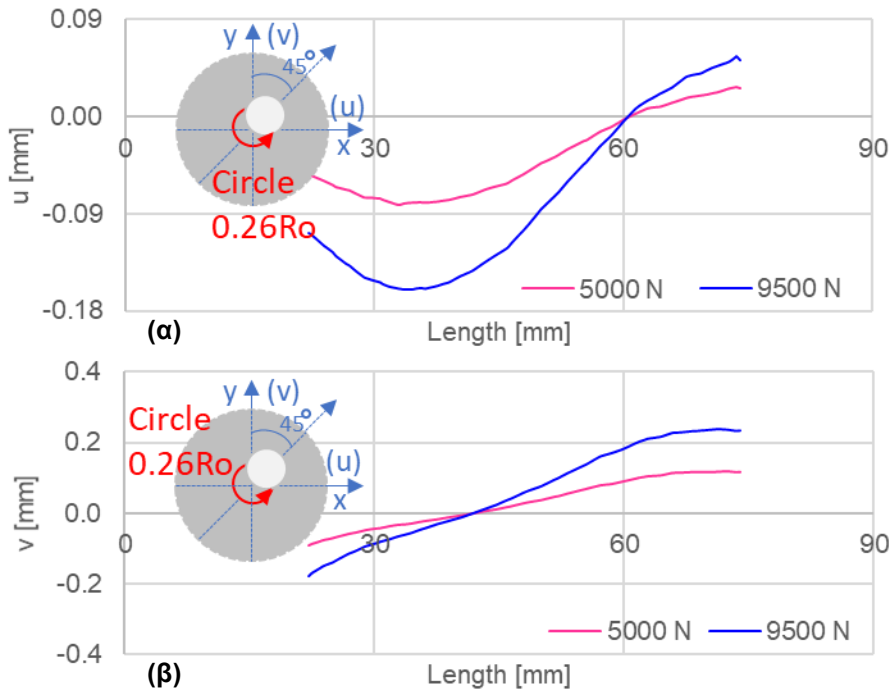 0.09
0.00
-0.09
-0.18
u [mm]
y
(v)
45°
(u)
x
Circle
0.26Ro
0
30
60
90
5000 N
9500 N
(α)
Length [mm]
0.4
0.2
0.0
-0.2
-0.4
v [mm]
y
(v)
45°
Circle
0.26Ro
(u)
x
0
30
60
90
5000 N
9500 N
(β)
Length [mm]